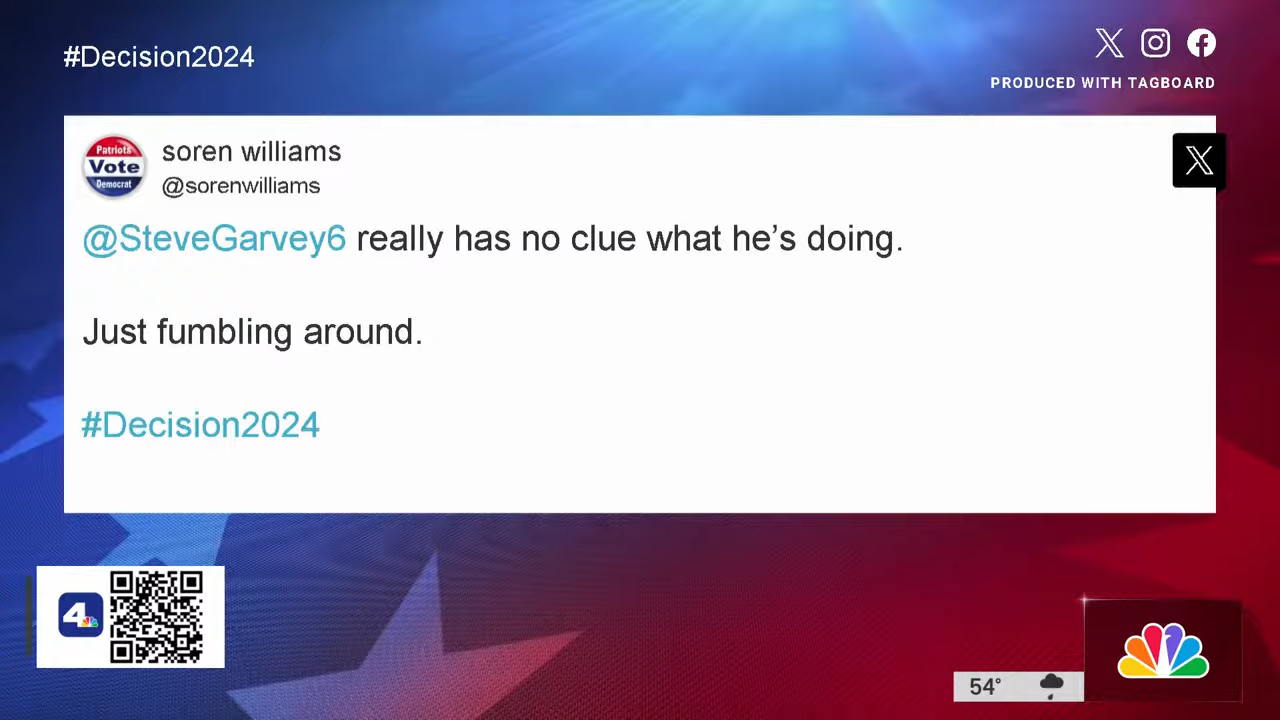 #Decision2024
PRODUCED WITH TAGBOARD
Patriots
Vote
Democrat
soren williams
@sorenwilliams
@SteveGarvey6 really has no clue what he’s doing.
Just fumbling around.
#Decision2024
4
54°